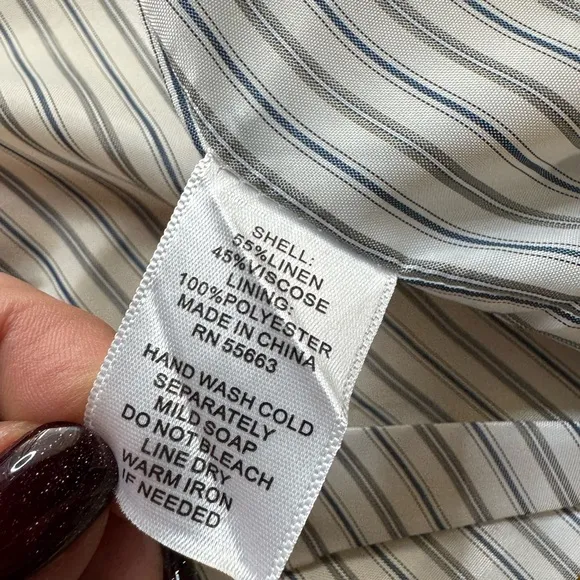 SHELL:
55%LINEN
45%VISCOSE
LINING:
100%POLYESTER
MADE IN CHINA
RN 55663
HAND WASH COLD
SEPARATELY
MILD SOAP
DO NOT BLEACH
LINE DRY
WARM IRON
IF NEEDED